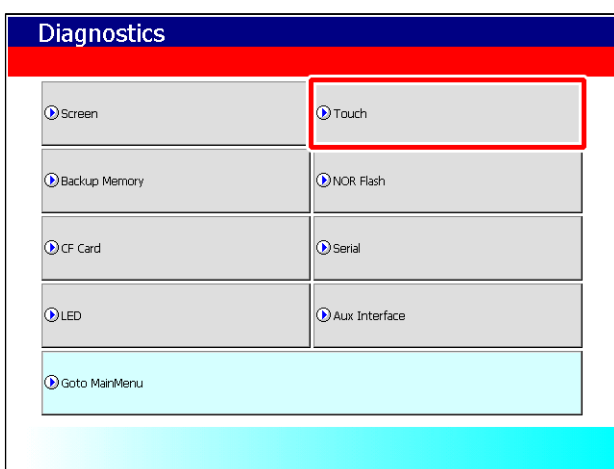 Diagnostics
Screen
Touch
Backup Memory
NOR Flash
CF Card
Serial
LED
Aux Interface
Goto MainMenu